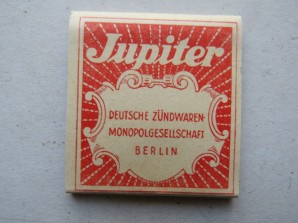 Jupiter
DEUTSCHE ZÜNDWAREN-
MONOPOLGESELLSCHAFT
BERLIN